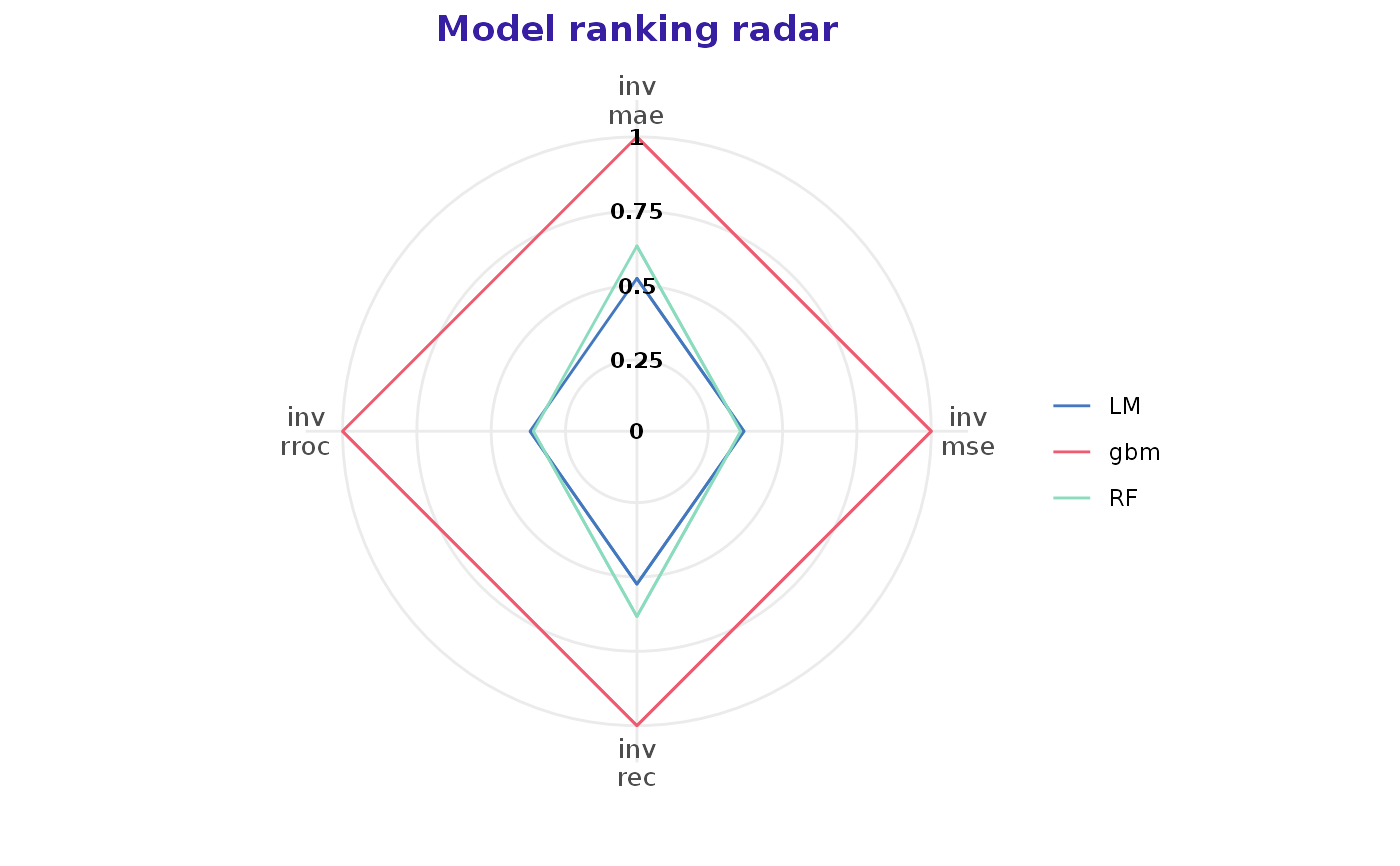 Model ranking radar
inv
mae
1
0.75
0.5
0.25
0
inv
rroc
inv
mse
inv
rec
LM
gbm
RF